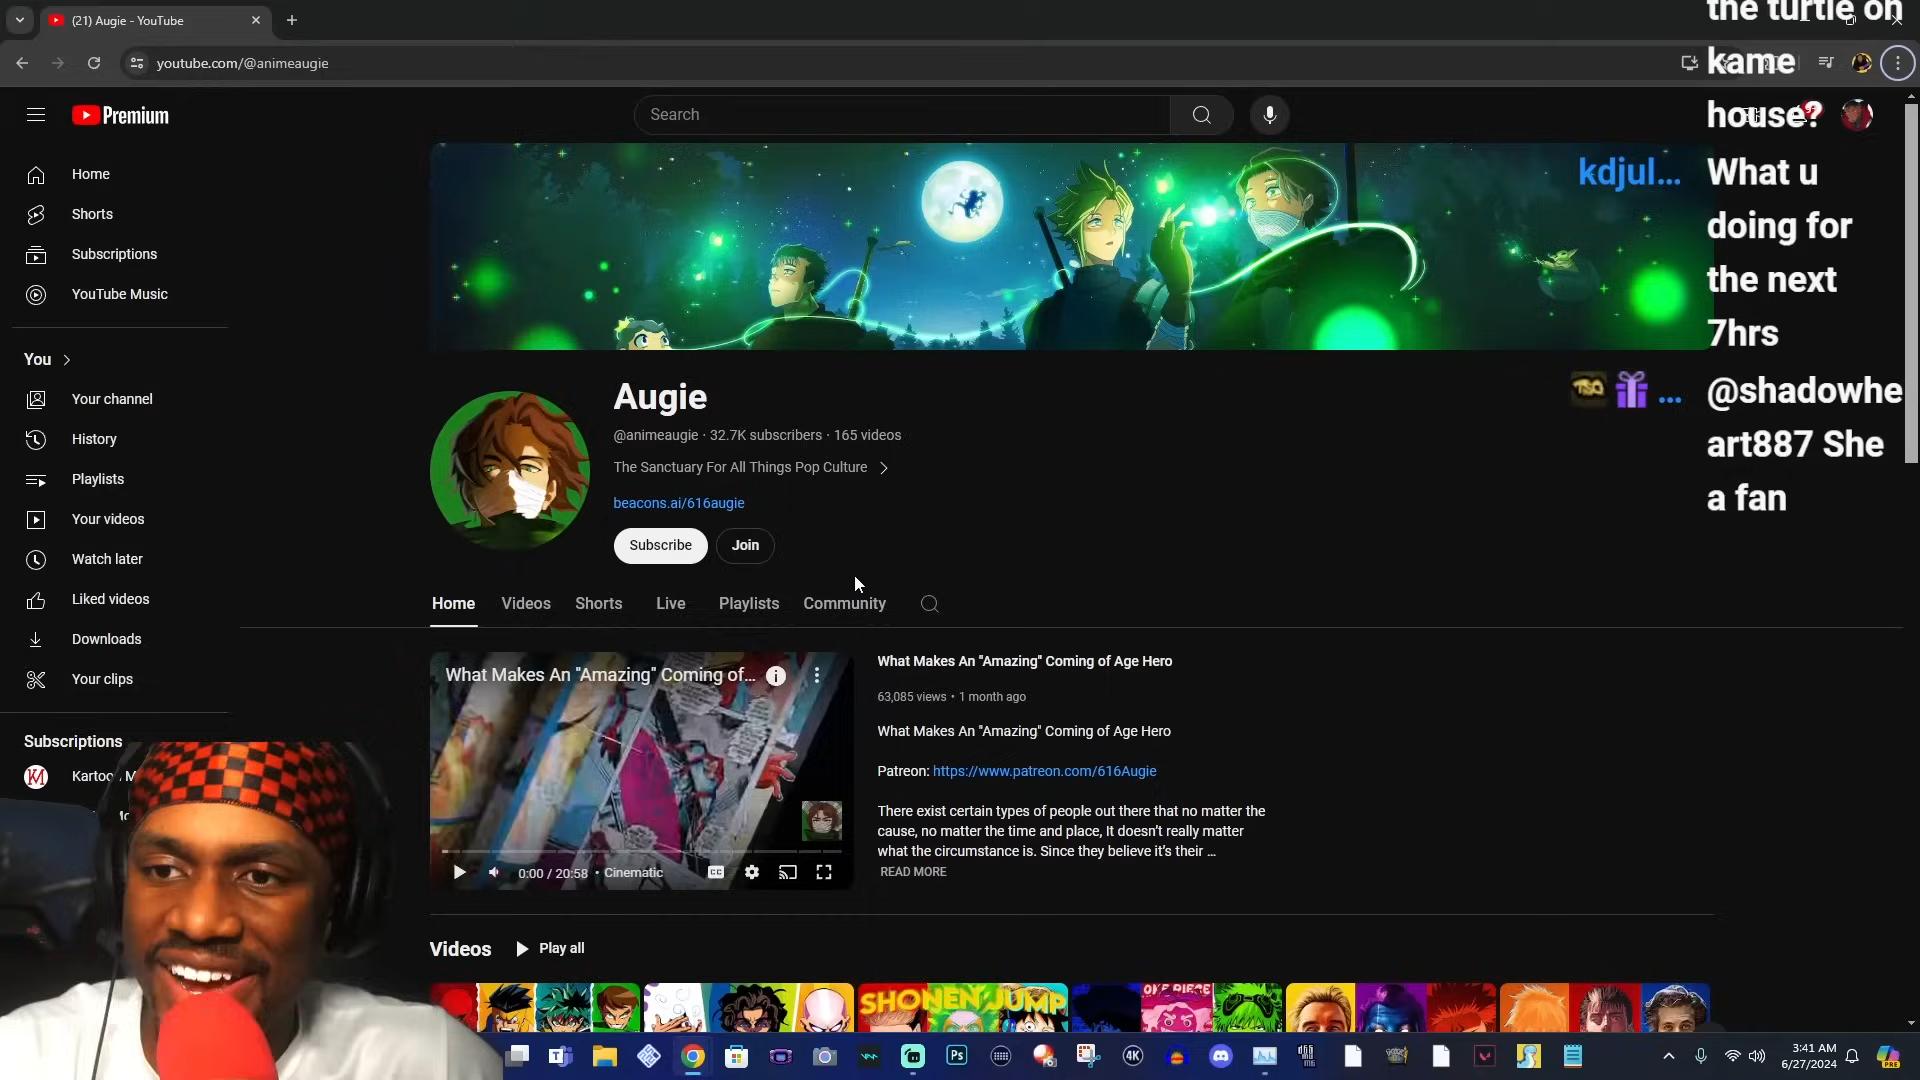 (21) Augie - YouTube
youtube.com/@animeaugie
Premium
Search
Home
Shorts
Subscriptions
YouTube Music
You
Your channel
History
Playlists
Your videos
Watch later
Liked videos
Downloads
Your clips
Subscriptions
the turtle on
kame
house?
kdjul... What u
doing for
the next
7hrs
... @shadowhe
art887 She
a fan
Augie
@animeaugie · 32.7K subscribers · 165 videos
The Sanctuary For All Things Pop Culture
beacons.ai/616augie
Subscribe Join
Home Videos Shorts Live Playlists Community
What Makes An "Amazing" Coming of...
0:00 / 20:58 • Cinematic
What Makes An "Amazing" Coming of Age Hero
63,085 views • 1 month ago
What Makes An "Amazing" Coming of Age Hero
Patreon: https://www.patreon.com/616Augie
There exist certain types of people out there that no matter the
cause, no matter the time and place, It doesn't really matter
what the circumstance is. Since they believe it's their ...
READ MORE
Videos Play all
SHONEN JUMP
ONE PIECE
Ps
4K
3:41 AM
6/27/2024